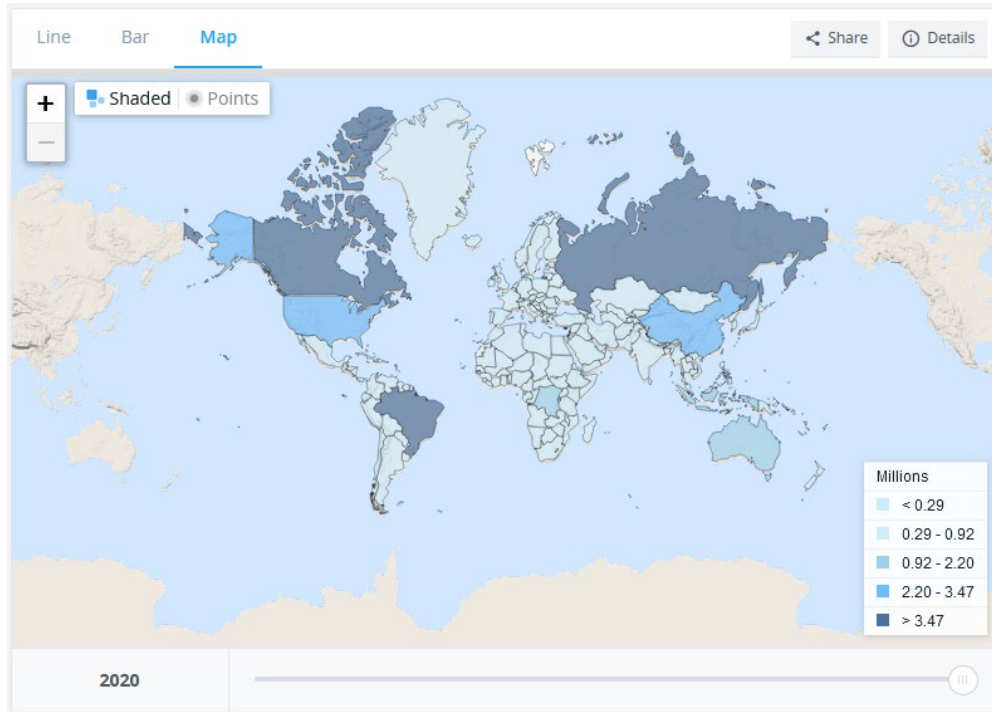 Line Bar Map Share Details
+ Shaded Points
−
Millions
< 0.29
0.29 - 0.92
0.92 - 2.20
2.20 - 3.47
> 3.47
2020